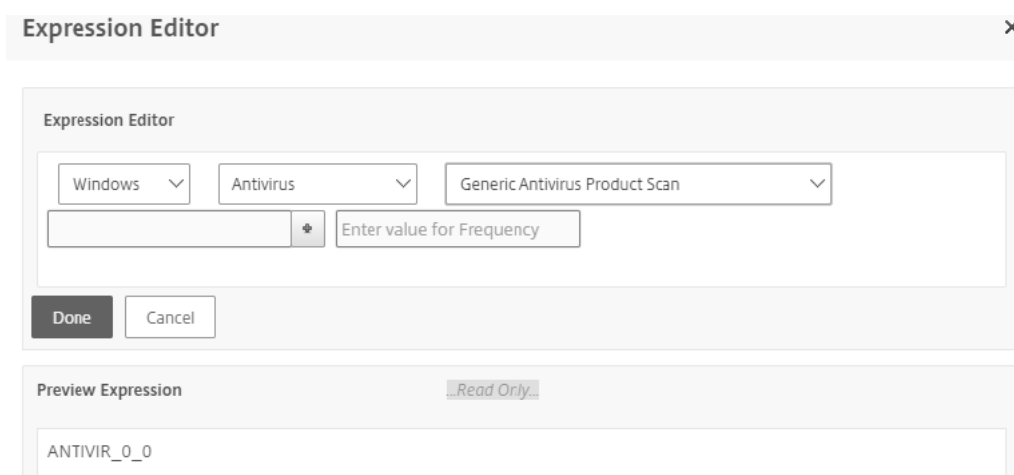 Expression Editor ×
Expression Editor
Windows Antivirus Generic Antivirus Product Scan
+ Enter value for Frequency
Done Cancel
Preview Expression ...Read Only...
ANTIVIR_0_0